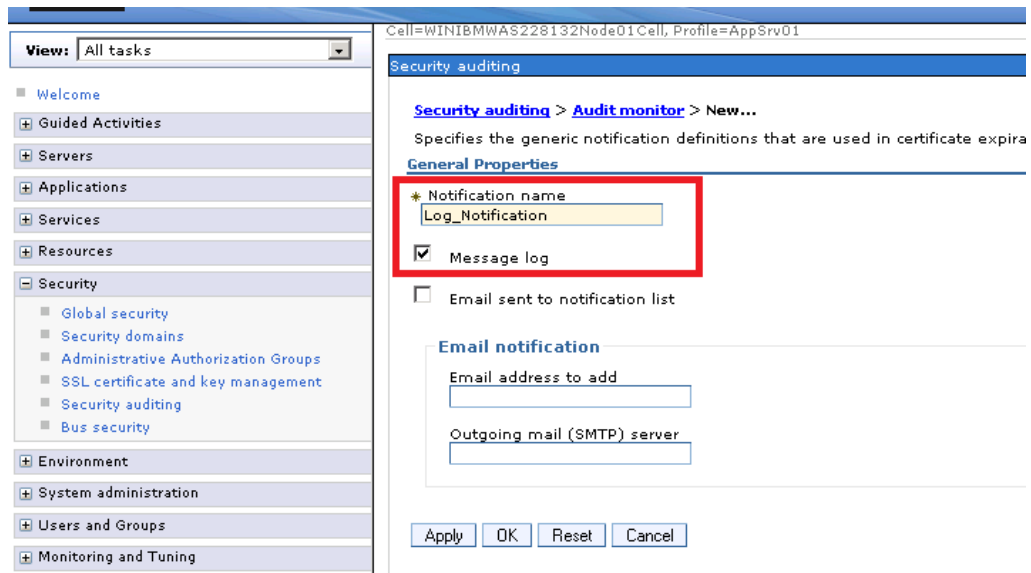 Cell=WINIBMWAS228132Node01Cell, Profile=AppSrv01
View: All tasks
Welcome
Guided Activities
Servers
Applications
Services
Resources
Security
Global security
Security domains
Administrative Authorization Groups
SSL certificate and key management
Security auditing
Bus security
Environment
System administration
Users and Groups
Monitoring and Tuning
Security auditing
Security auditing > Audit monitor > New...
Specifies the generic notification definitions that are used in certificate expira
General Properties
* Notification name
Log_Notification
Message log
Email sent to notification list
Email notification
Email address to add
Outgoing mail (SMTP) server
Apply OK Reset Cancel